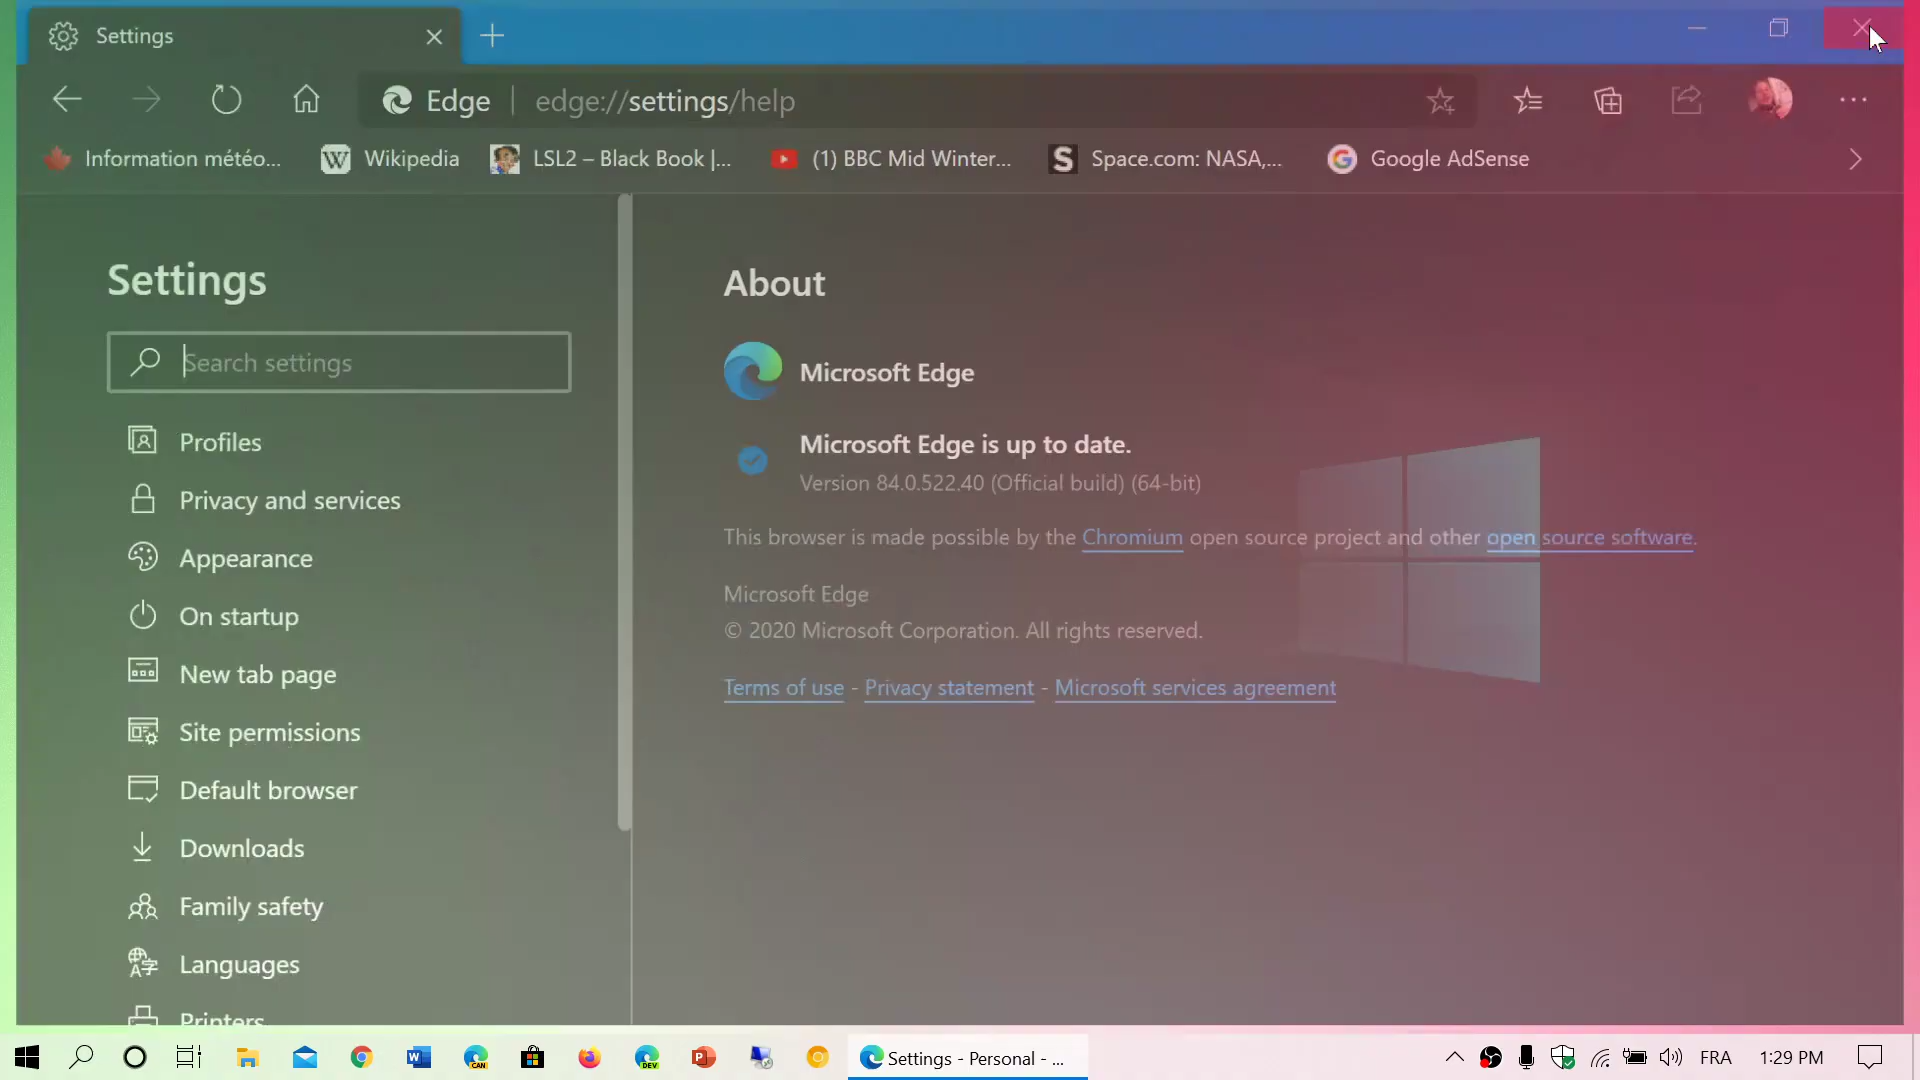 Settings
Edge | edge://settings/help
Information météo...
Wikipedia
LSL2 – Black Book |...
(1) BBC Mid Winter...
S
Space.com: NASA,...
Google AdSense
Settings
Search settings
Profiles
Privacy and services
Appearance
On startup
New tab page
Site permissions
Default browser
Downloads
Family safety
Languages
Printers
About
Microsoft Edge
Microsoft Edge is up to date.
Version 84.0.522.40 (Official build) (64-bit)
This browser is made possible by the Chromium open source project and other open source software.
Microsoft Edge
© 2020 Microsoft Corporation. All rights reserved.
Terms of use - Privacy statement - Microsoft services agreement
CAN
DEV
Settings - Personal - ...
FRA
1:29 PM